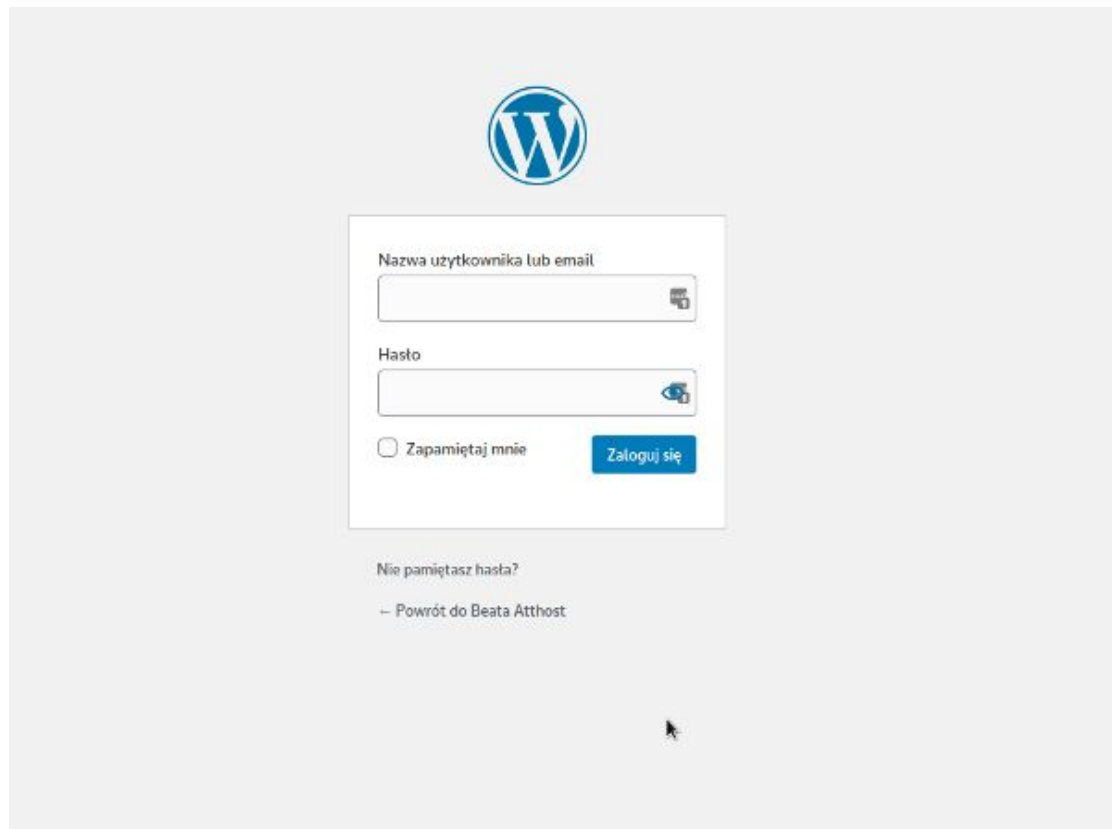 Nazwa użytkownika lub email
Hasło
Zapamiętaj mnie
Zaloguj się
Nie pamiętasz hasła?
← Powrót do Beata Atthost